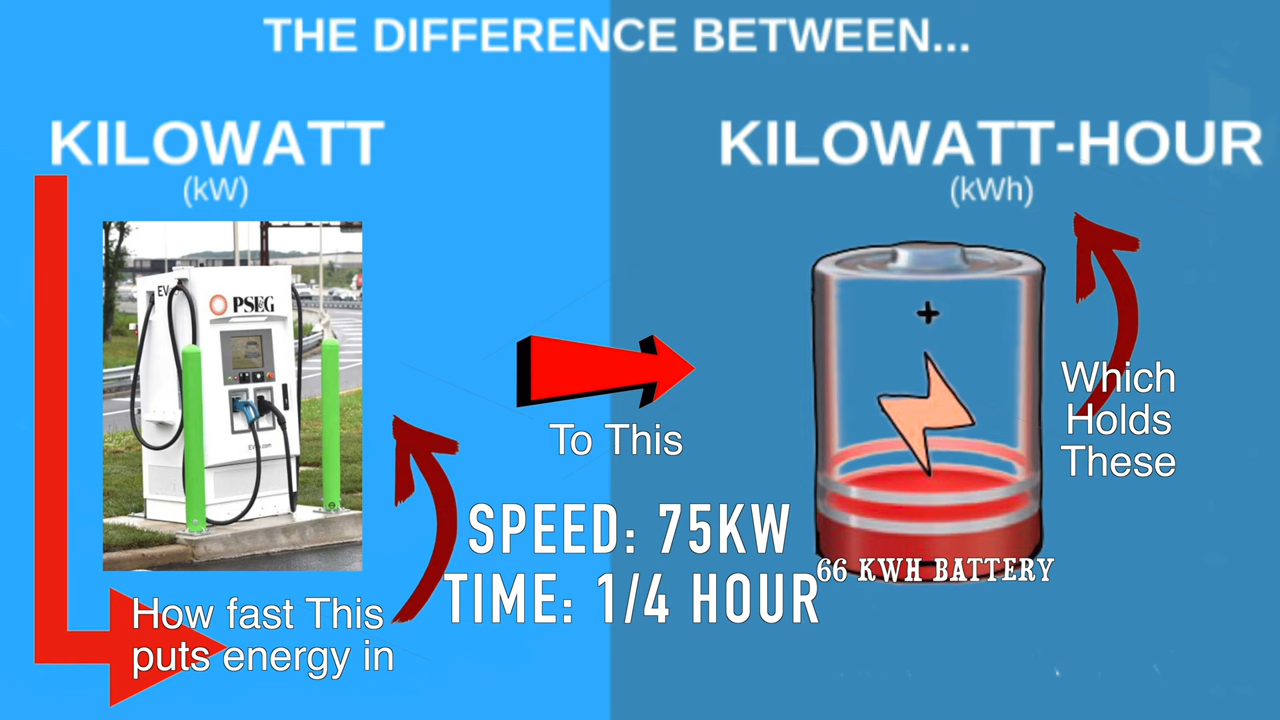 THE DIFFERENCE BETWEEN...
KILOWATT
(kW)
KILOWATT-HOUR
(kWh)
EV
PSEG
+
Which
Holds
These
To This
SPEED: 75KW
TIME: 1/4 HOUR
66 KWH BATTERY
How fast This
puts energy in